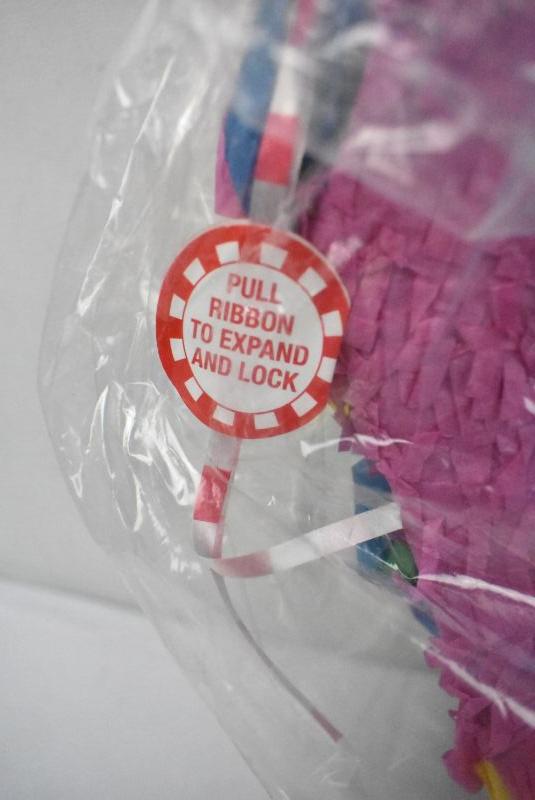 PULL
RIBBON
TO EXPAND
AND LOCK